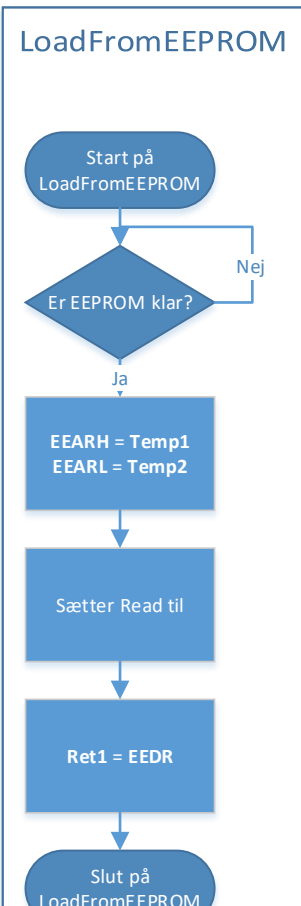 LoadFromEEPROM
Start på
LoadFromEEPROM
Nej
Er EEPROM klar?
Ja
EEARH = Temp1
EEARL = Temp2
Sætter Read til
Ret1 = EEDR
Slut på
LoadFromEEPROM